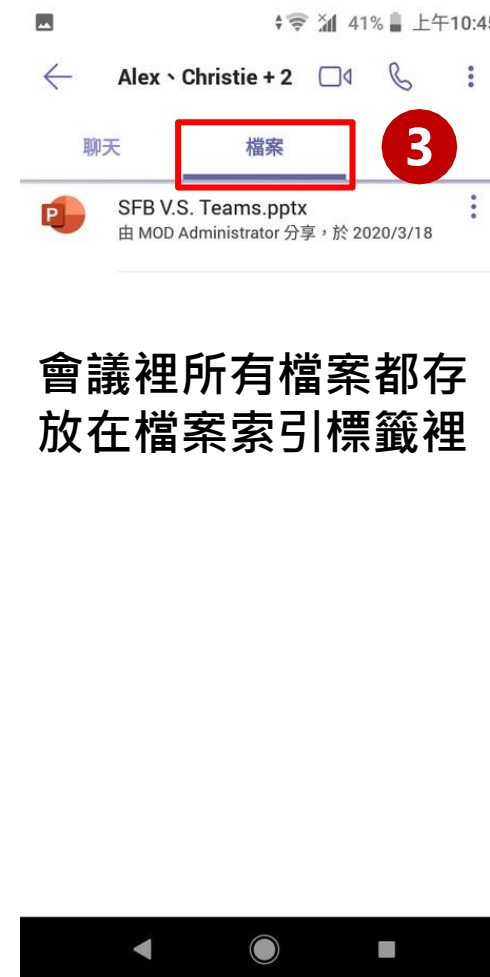 41% 上午10:45
Alex、Christie + 2
聊天 檔案 3
P SFB V.S. Teams.pptx
由 MOD Administrator 分享，於 2020/3/18
會議裡所有檔案都存
放在檔案索引標籤裡